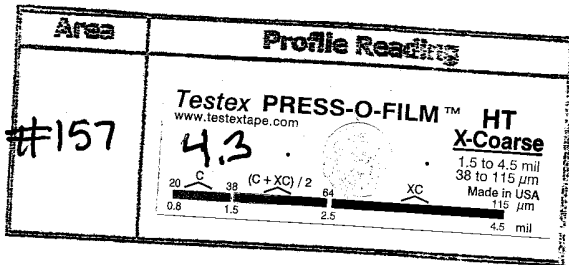 Area Profile Reading
#157
Testex PRESS-O-FILM™ HT
www.testextape.com X-Coarse
4.3
1.5 to 4.5 mil
38 to 115 µm
Made in USA
20 C 38 (C + XC) / 2 64 XC 115 µm
0.8 1.5 2.5 4.5 mil